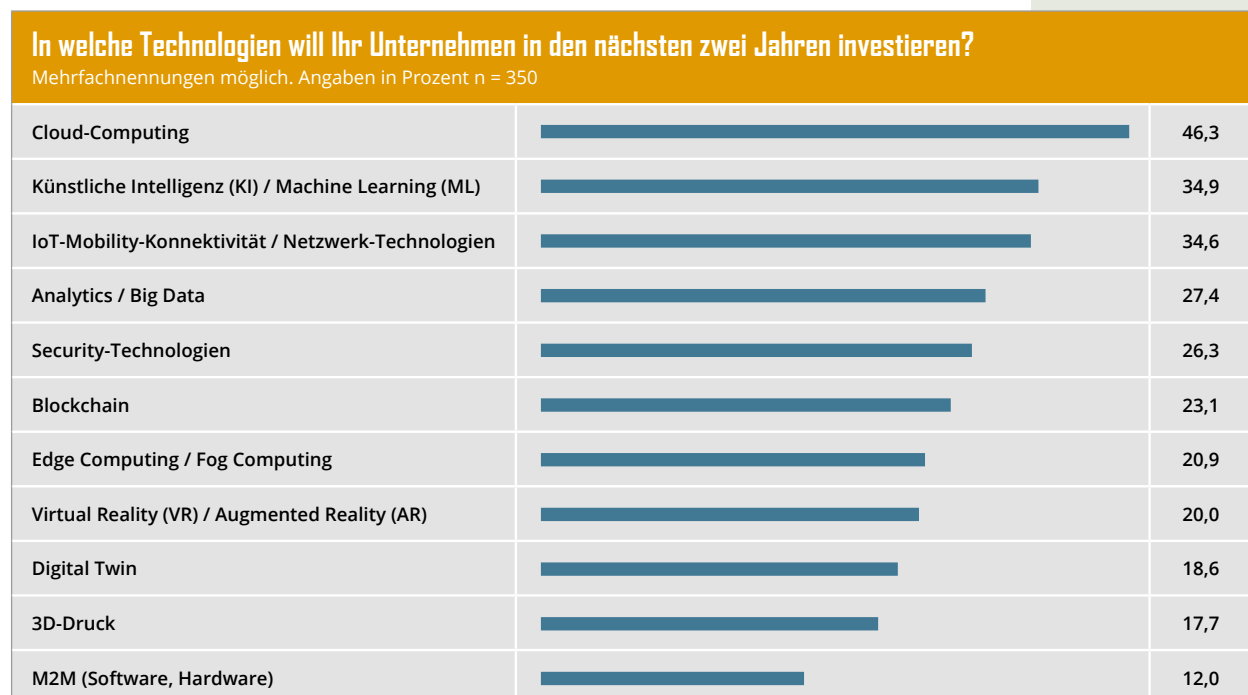 In welche Technologien will Ihr Unternehmen in den nächsten zwei Jahren investieren?
Mehrfachnennungen möglich. Angaben in Prozent n = 350
Cloud-Computing 46,3
Künstliche Intelligenz (KI) / Machine Learning (ML) 34,9
IoT-Mobility-Konnektivität / Netzwerk-Technologien 34,6
Analytics / Big Data 27,4
Security-Technologien 26,3
Blockchain 23,1
Edge Computing / Fog Computing 20,9
Virtual Reality (VR) / Augmented Reality (AR) 20,0
Digital Twin 18,6
3D-Druck 17,7
M2M (Software, Hardware) 12,0